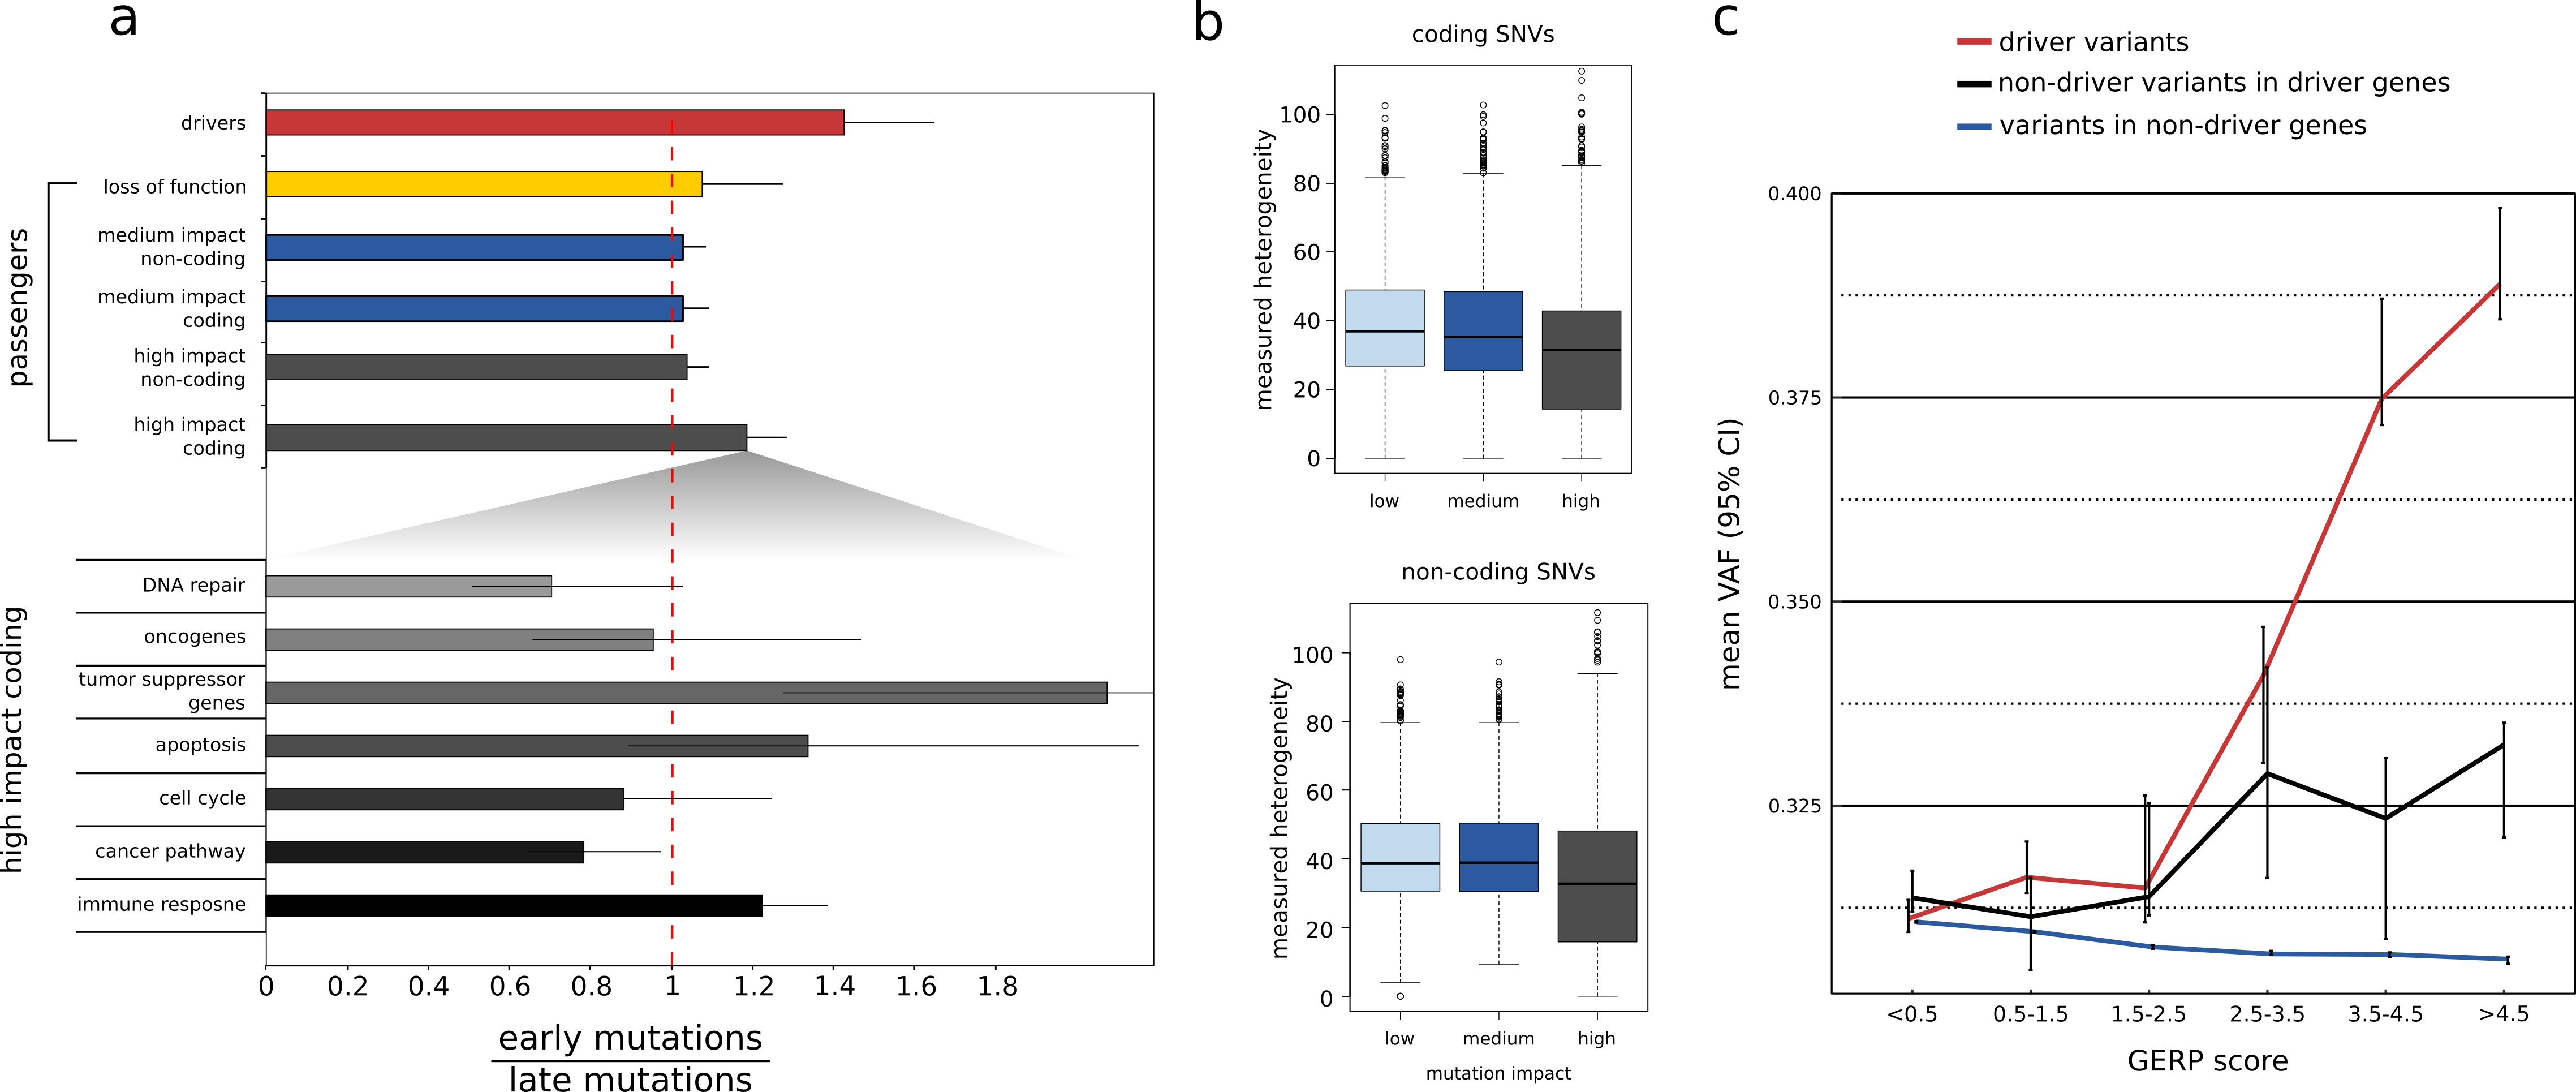 a
drivers
loss of function
medium impact
non-coding
medium impact
coding
high impact
non-coding
high impact
coding
passengers
DNA repair
oncogenes
tumor suppressor
genes
apoptosis
cell cycle
cancer pathway
immune resposne
high impact coding
0 0.2 0.4 0.6 0.8 1 1.2 1.4 1.6 1.8
early mutations
late mutations
b
coding SNVs
measured heterogeneity
100
80
60
40
20
0
low medium high
non-coding SNVs
measured heterogeneity
100
80
60
40
20
0
low medium high
mutation impact
c
driver variants
non-driver variants in driver genes
variants in non-driver genes
mean VAF (95% CI)
0.400
0.375
0.350
0.325
<0.5 0.5-1.5 1.5-2.5 2.5-3.5 3.5-4.5 >4.5
GERP score